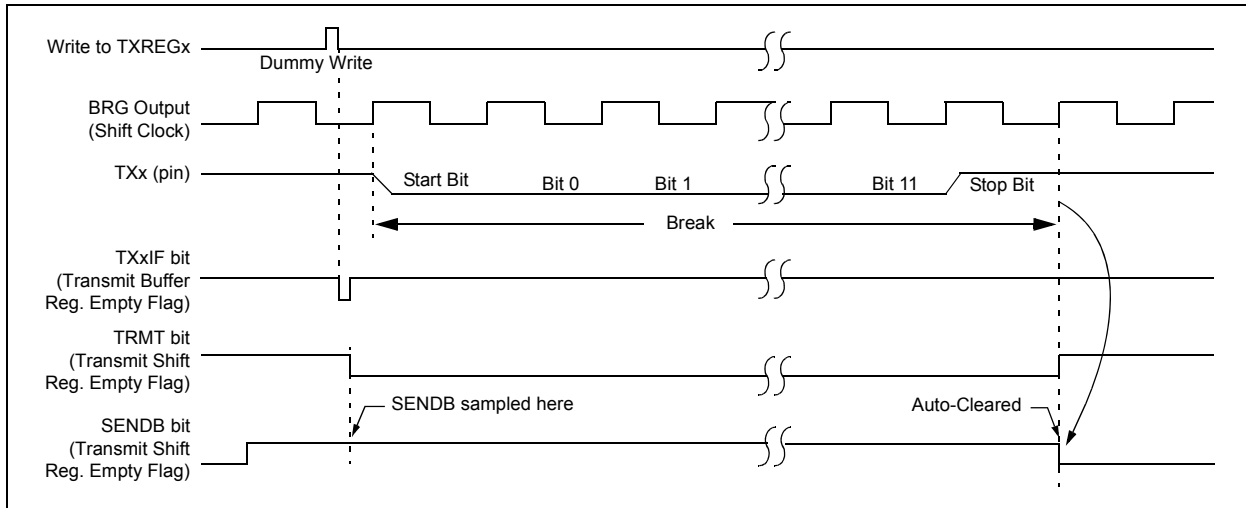 Write to TXREGx
Dummy Write
BRG Output
(Shift Clock)
TXx (pin)
Start Bit
Bit 0
Bit 1
Bit 11
Stop Bit
Break
TXxIF bit
(Transmit Buffer
Reg. Empty Flag)
TRMT bit
(Transmit Shift
Reg. Empty Flag)
SENDB sampled here
Auto-Cleared
SENDB bit
(Transmit Shift
Reg. Empty Flag)